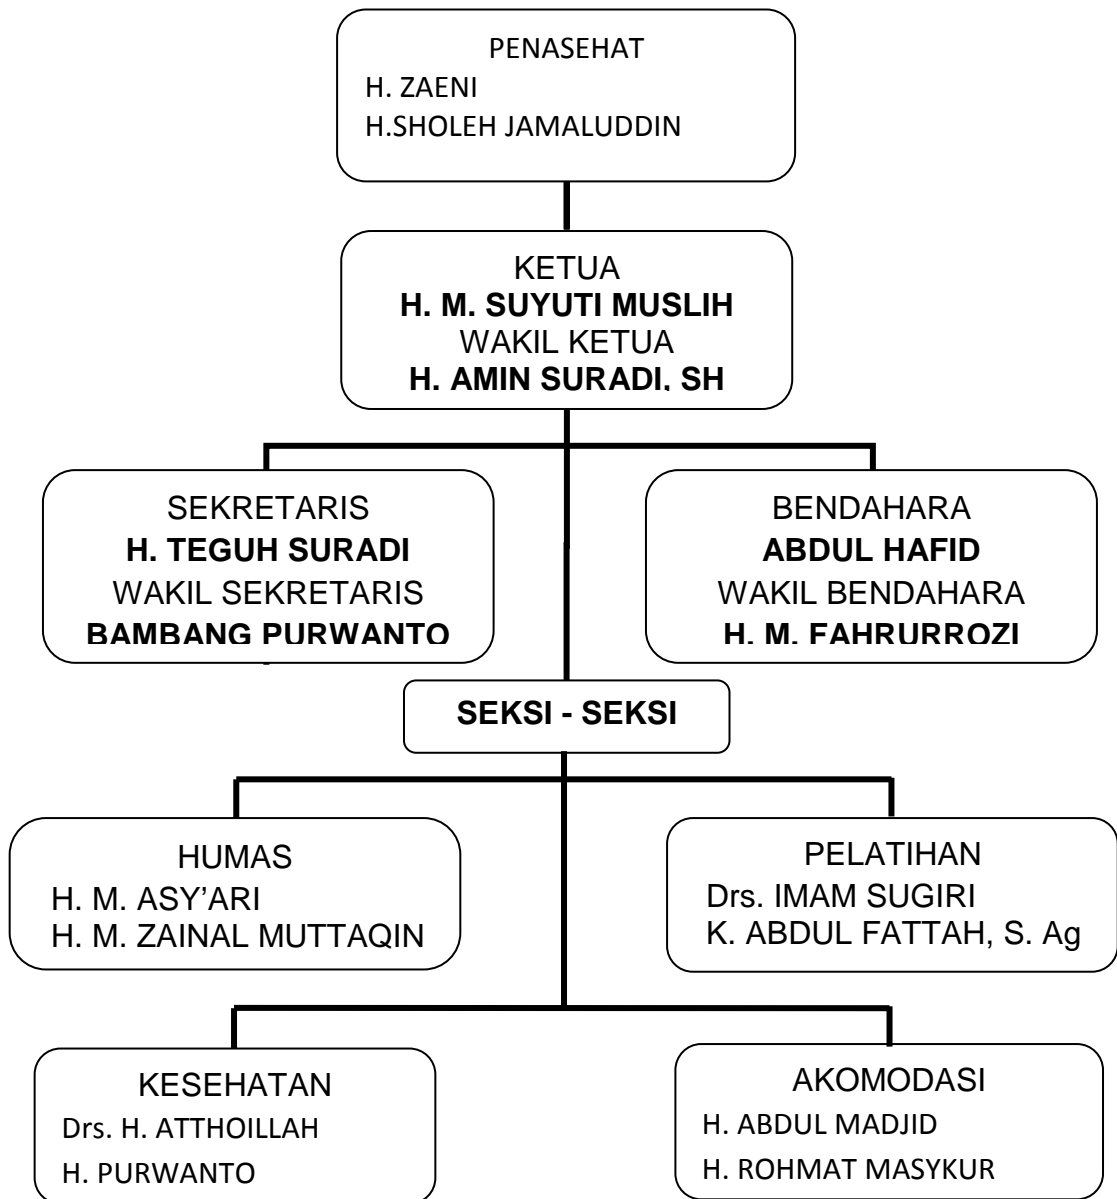 PENASEHAT
H. ZAENI
H.SHOLEH JAMALUDDIN
KETUA
H. M. SUYUTI MUSLIH
WAKIL KETUA
H. AMIN SURADI, SH
SEKRETARIS
H. TEGUH SURADI
WAKIL SEKRETARIS
BAMBANG PURWANTO
BENDAHARA
ABDUL HAFID
WAKIL BENDAHARA
H. M. FAHRURROZI
SEKSI - SEKSI
HUMAS
H. M. ASY’ARI
H. M. ZAINAL MUTTAQIN
PELATIHAN
Drs. IMAM SUGIRI
K. ABDUL FATTAH, S. Ag
KESEHATAN
Drs. H. ATTHOILLAH
H. PURWANTO
AKOMODASI
H. ABDUL MADJID
H. ROHMAT MASYKUR